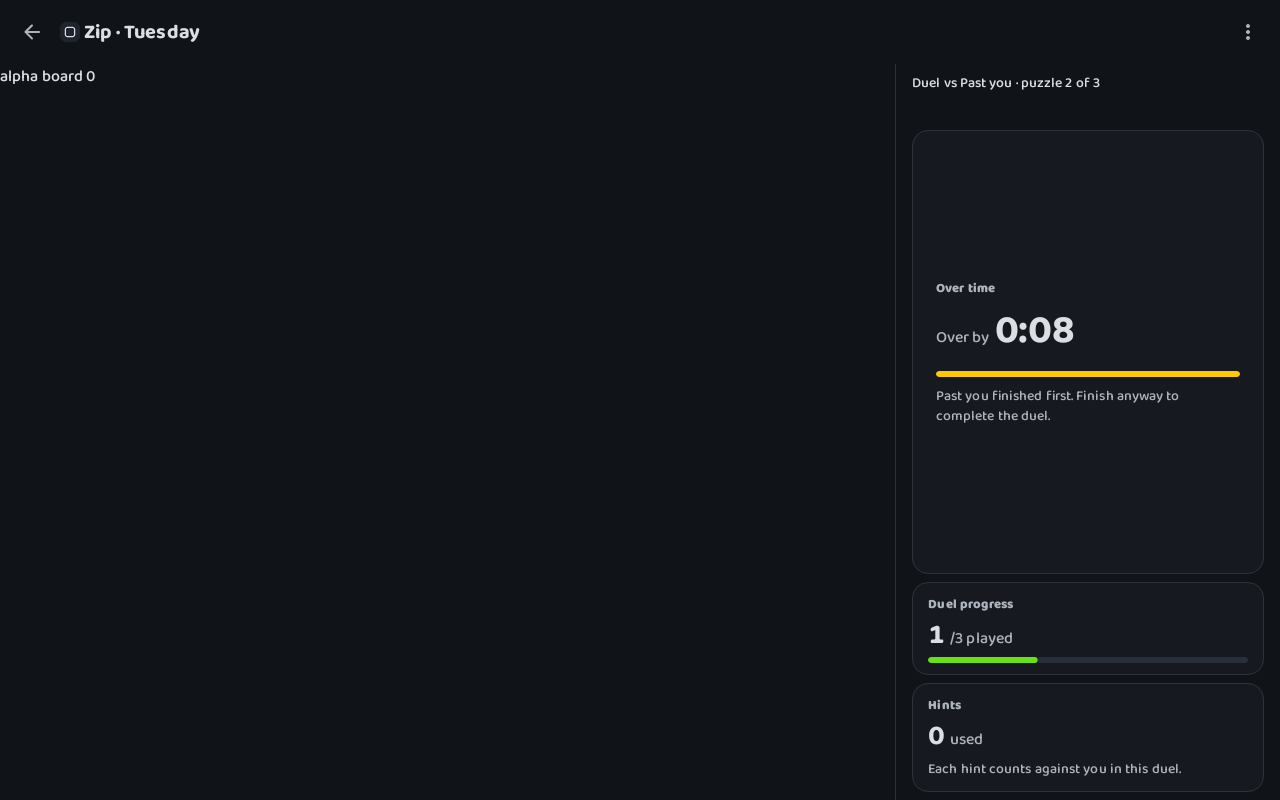 Zip · Tuesday
alpha board 0
Duel vs Past you · puzzle 2 of 3
Over time
Over by 0:08
Past you finished first. Finish anyway to
complete the duel.
Duel progress
1 /3 played
Hints
0 used
Each hint counts against you in this duel.